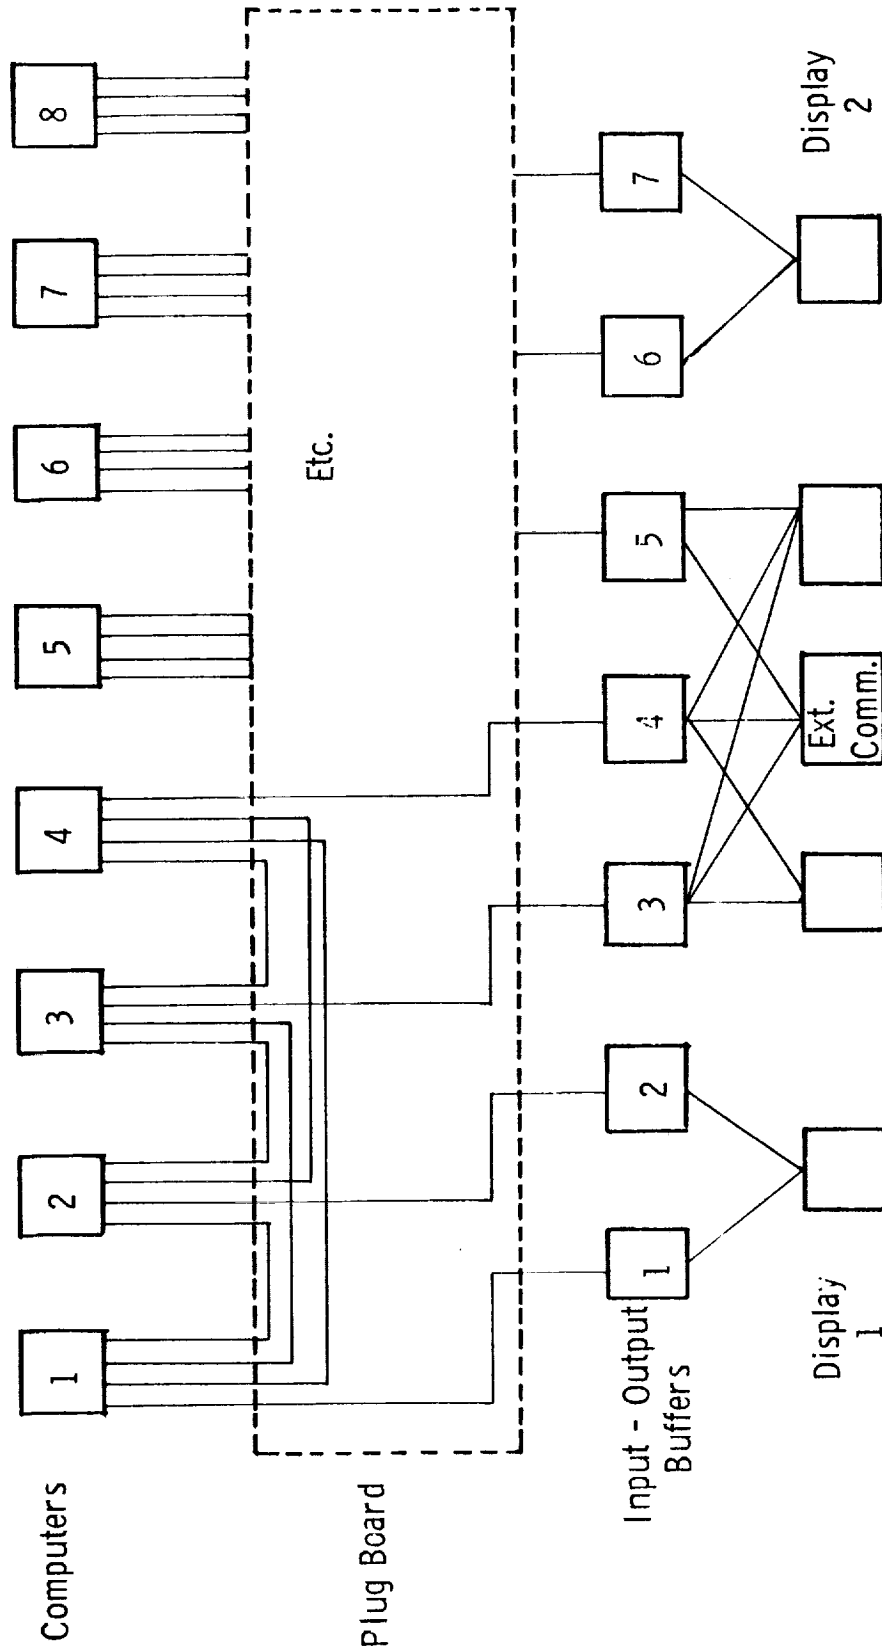 Computers
1
2
3
4
5
6
7
8
Plug Board
Etc.
Input - Output
Buffers
1
2
3
4
5
6
7
Display
1
Ext.
Comm.
Display
2